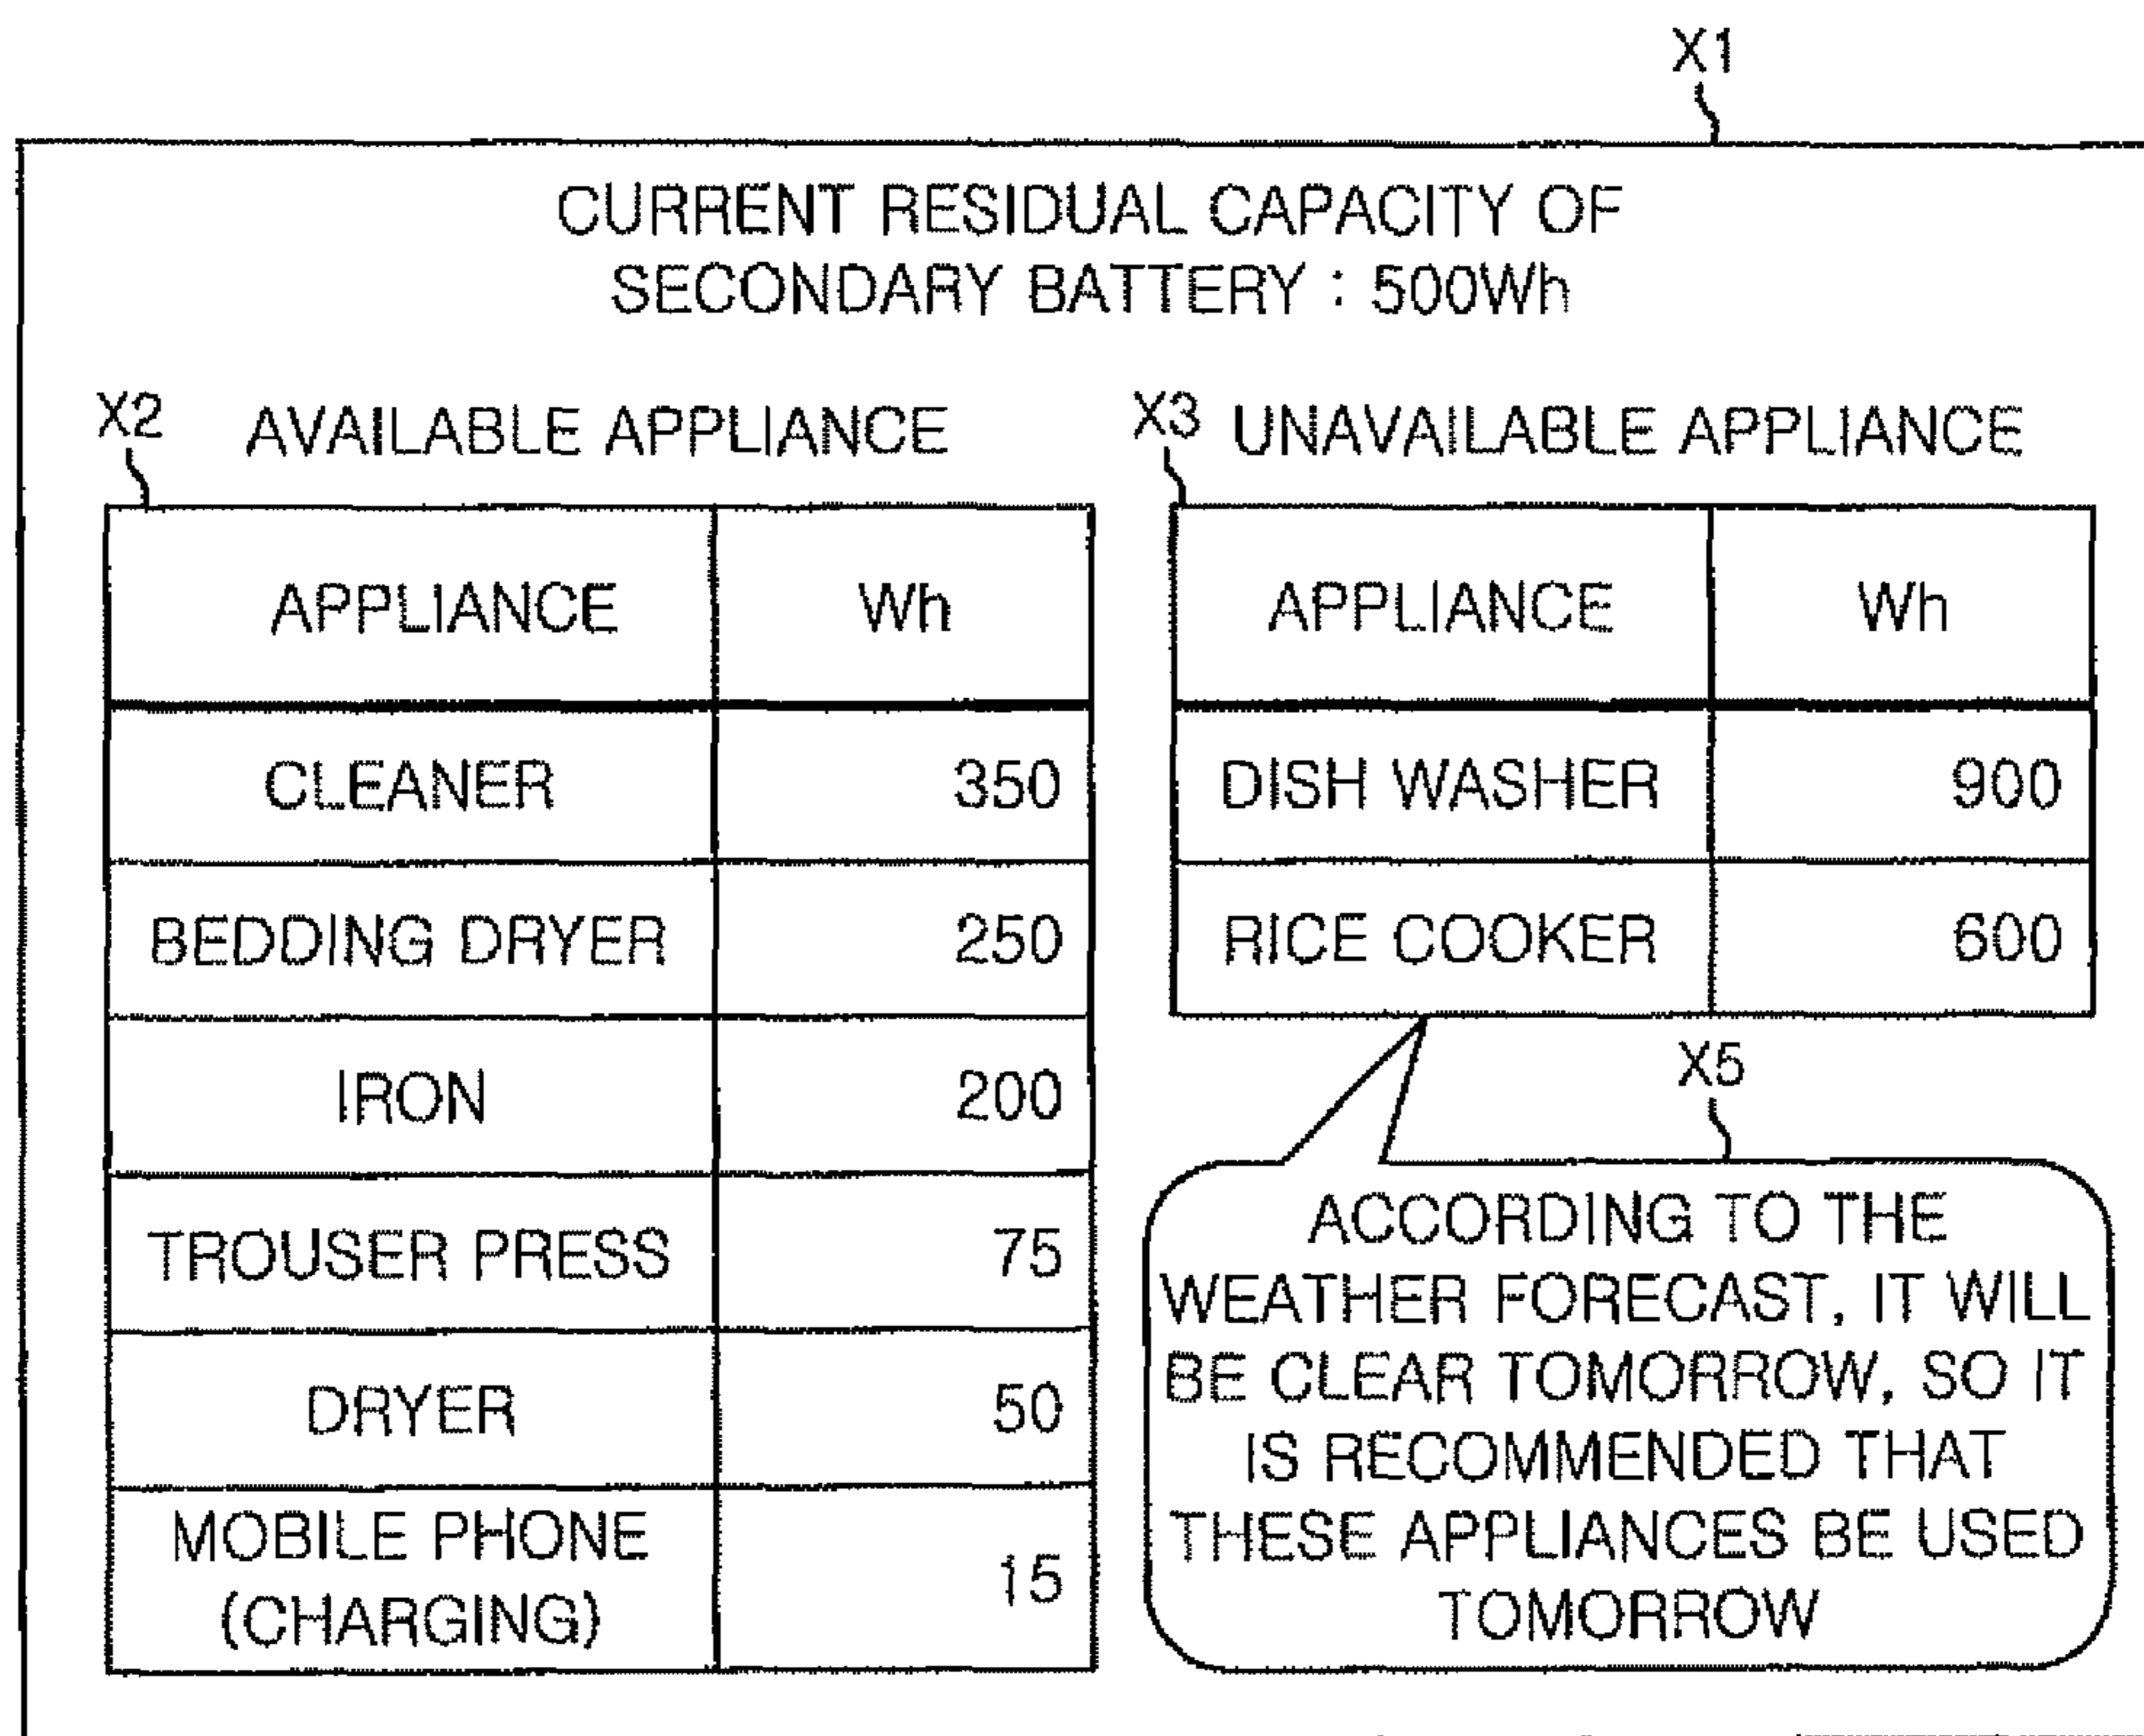 X1
CURRENT RESIDUAL CAPACITY OF
SECONDARY BATTERY : 500Wh
X2 AVAILABLE APPLIANCE
APPLIANCE Wh
CLEANER 350
BEDDING DRYER 250
IRON 200
TROUSER PRESS 75
DRYER 50
MOBILE PHONE
(CHARGING) 15
X3 UNAVAILABLE APPLIANCE
APPLIANCE Wh
DISH WASHER 900
RICE COOKER 600
X5
ACCORDING TO THE
WEATHER FORECAST, IT WILL
BE CLEAR TOMORROW, SO IT
IS RECOMMENDED THAT
THESE APPLIANCES BE USED
TOMORROW